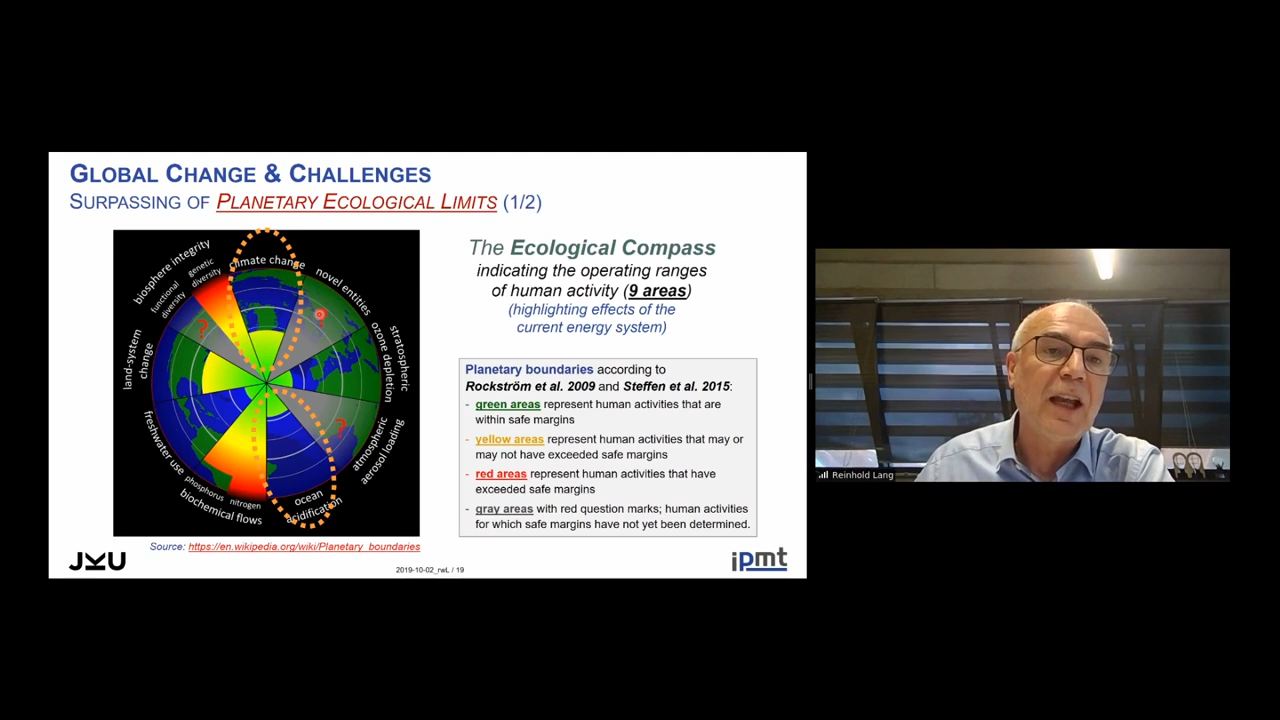 GLOBAL CHANGE & CHALLENGES
SURPASSING OF PLANETARY ECOLOGICAL LIMITS (1/2)
biosphere integrity
functional
diversity
genetic
diversity
climate change
novel entities
stratospheric
ozone depletion
atmospheric
aerosol loading
ocean
acidification
biochemical flows
phosphorus
nitrogen
freshwater use
land-system
change
?
?
The Ecological Compass
indicating the operating ranges
of human activity (9 areas)
(highlighting effects of the
current energy system)
Planetary boundaries according to
Rockström et al. 2009 and Steffen et al. 2015:
- green areas represent human activities that are
within safe margins
- yellow areas represent human activities that may or
may not have exceeded safe margins
- red areas represent human activities that have
exceeded safe margins
- gray areas with red question marks; human activities
for which safe margins have not yet been determined.
Source: https://en.wikipedia.org/wiki/Planetary_boundaries
JKU
2019-10-02_rwL / 19
ipmt
Reinhold Lang